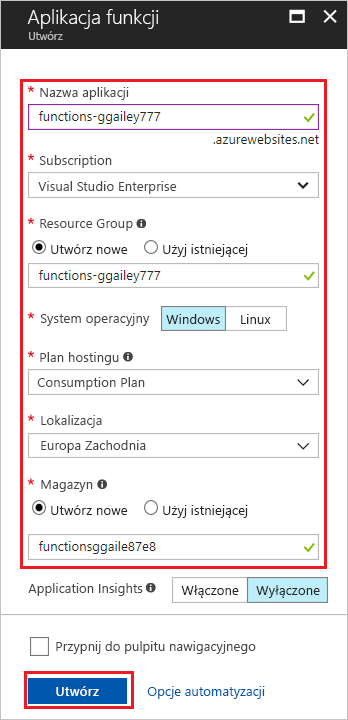 Aplikacja funkcji
Utwórz
* Nazwa aplikacji
functions-ggailey777
.azurewebsites.net
* Subscription
Visual Studio Enterprise
* Resource Group
Utwórz nowe Użyj istniejącej
functions-ggailey777
* System operacyjny Windows Linux
* Plan hostingu
Consumption Plan
* Lokalizacja
Europa Zachodnia
* Magazyn
Utwórz nowe Użyj istniejącej
functionsggaile87e8
Application Insights Włączone Wyłączone
Przypnij do pulpitu nawigacyjnego
Utwórz Opcje automatyzacji